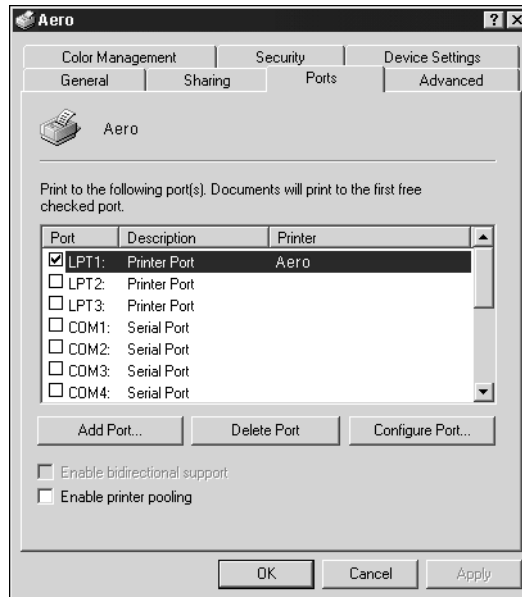 Aero
Color Management Security Device Settings
General Sharing Ports Advanced
Aero
Print to the following port(s). Documents will print to the first free
checked port.
Port Description Printer
LPT1: Printer Port Aero
LPT2: Printer Port
LPT3: Printer Port
COM1: Serial Port
COM2: Serial Port
COM3: Serial Port
COM4: Serial Port
Add Port... Delete Port Configure Port...
Enable bidirectional support
Enable printer pooling
OK Cancel Apply